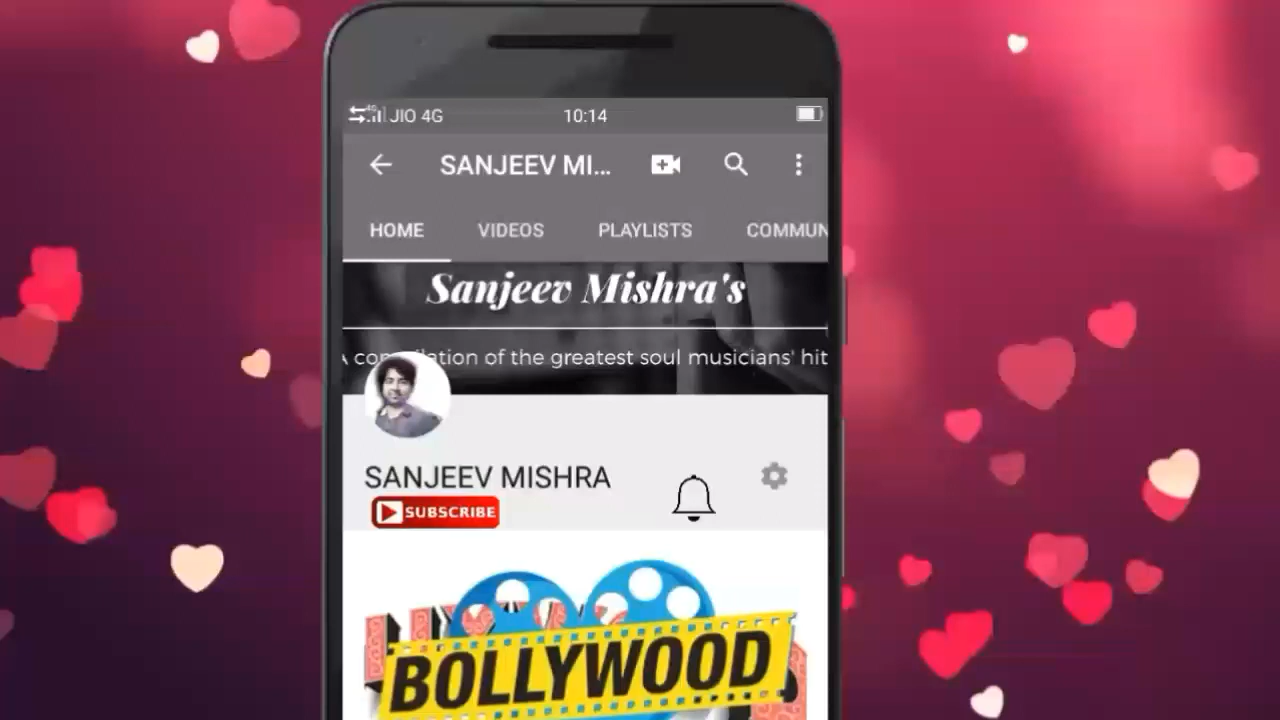 4G JIO 4G 10:14
SANJEEV MI...
HOME VIDEOS PLAYLISTS COMMUN
Sanjeev Mishra's
of the greatest soul musicians' hit
SANJEEV MISHRA
SUBSCRIBE
BOLLYWOOD